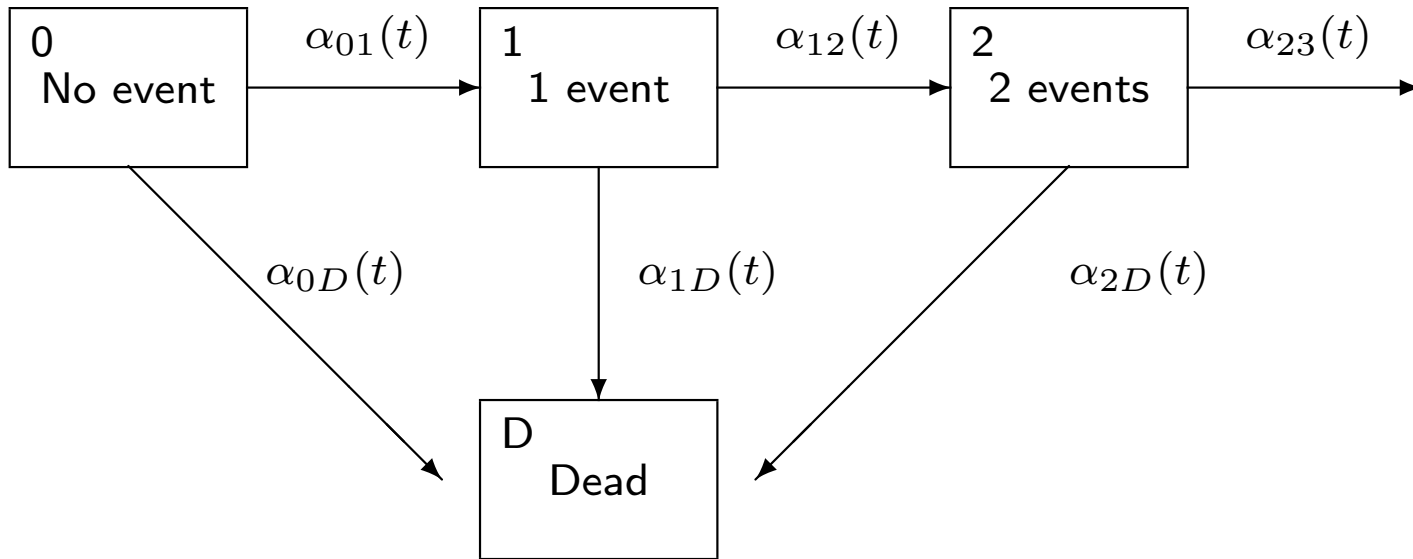 0
No event
α01(t)
1
1 event
α12(t)
2
2 events
α23(t)
α0D(t)
α1D(t)
α2D(t)
D
Dead